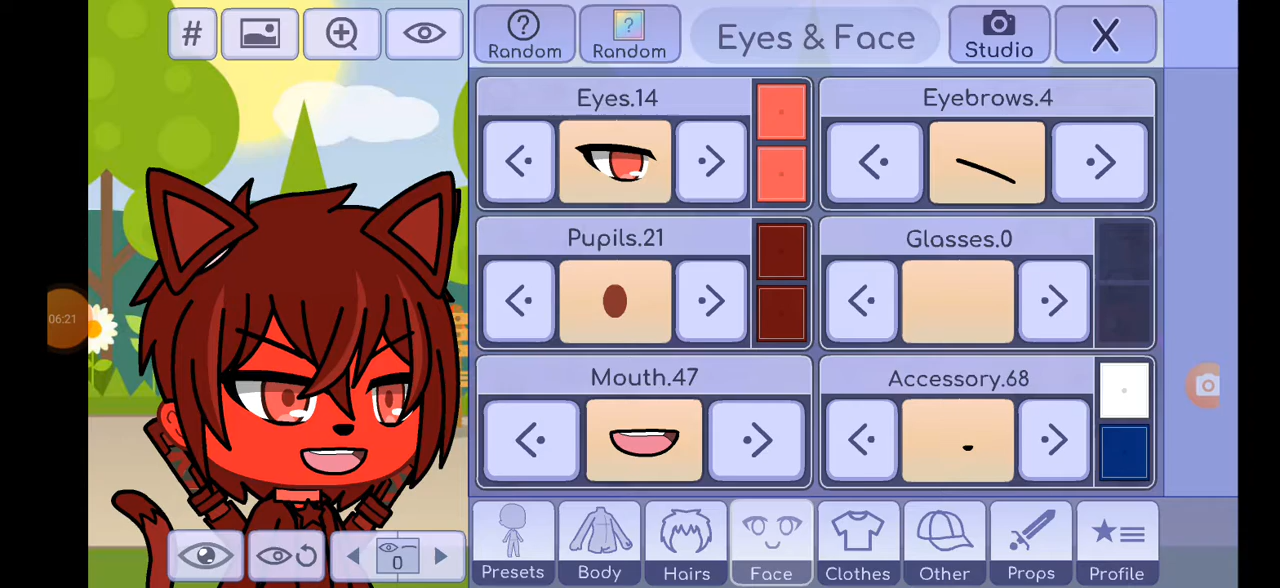 #
? Random
? Random
Eyes & Face
Studio
X
Eyes.14
Eyebrows.4
06:21
Pupils.21
Glasses.0
Mouth.47
Accessory.68
0
Presets
Body
Hairs
Face
Clothes
Other
Props
Profile